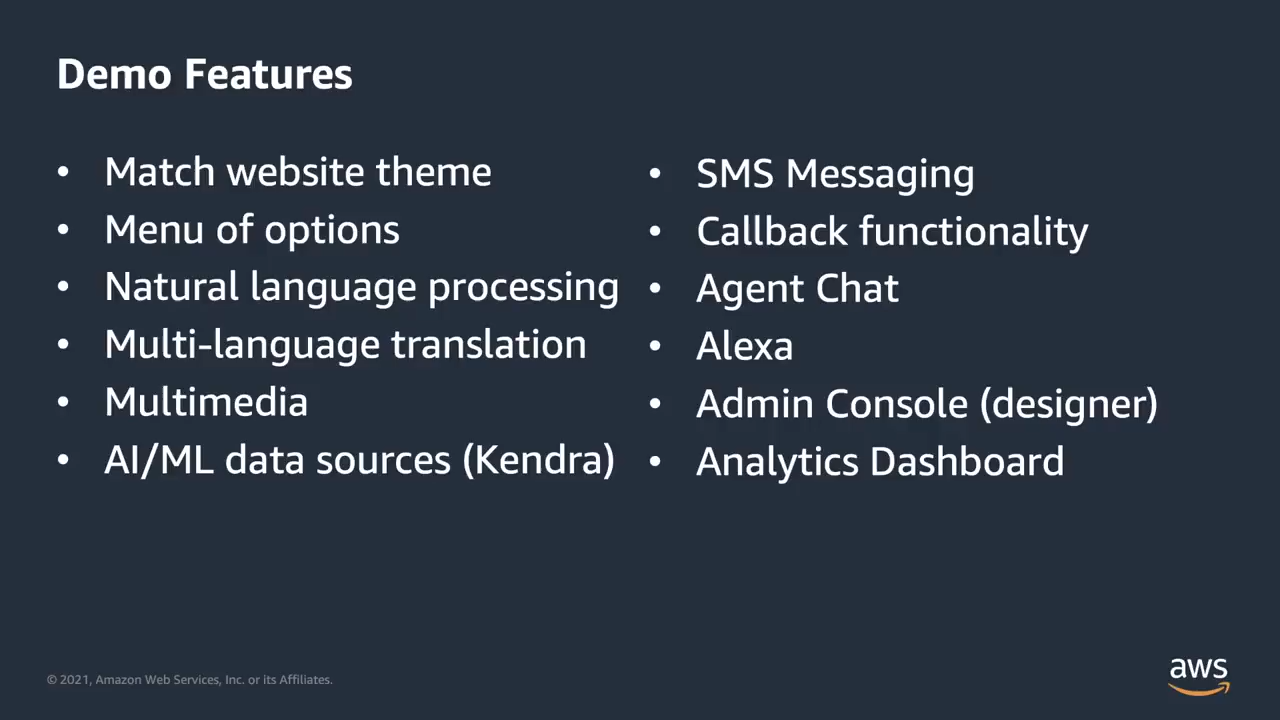 Demo Features
• Match website theme
• Menu of options
• Natural language processing
• Multi-language translation
• Multimedia
• AI/ML data sources (Kendra)
• SMS Messaging
• Callback functionality
• Agent Chat
• Alexa
• Admin Console (designer)
• Analytics Dashboard
© 2021, Amazon Web Services, Inc. or its Affiliates.
aws